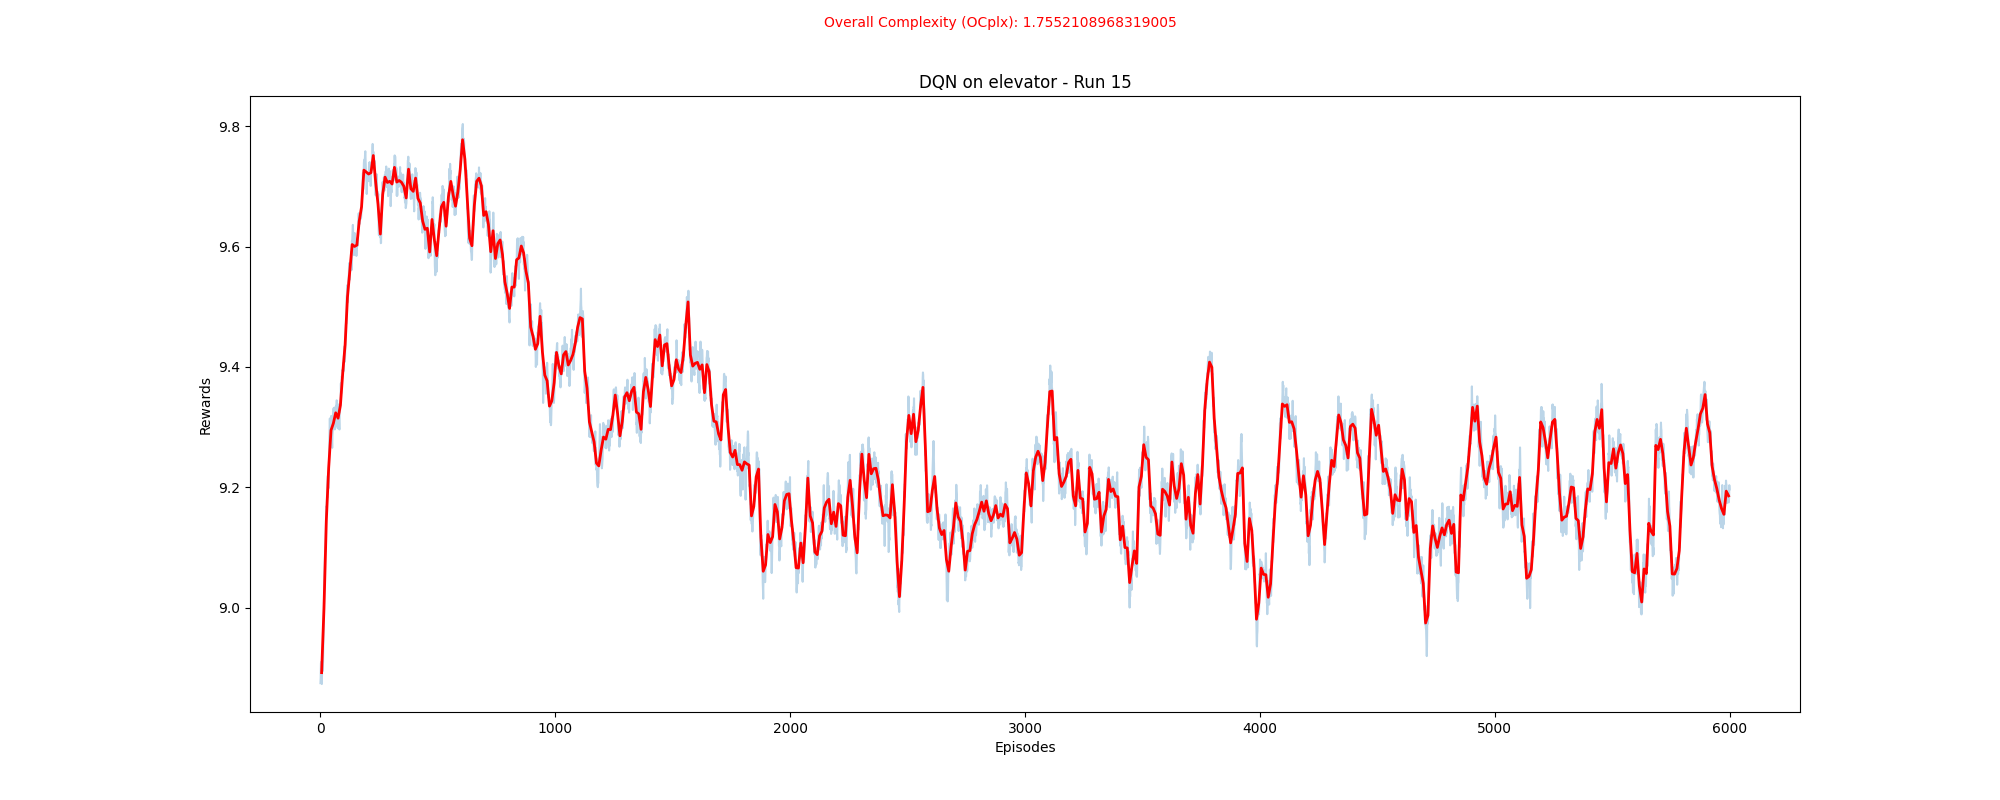 Overall Complexity (OCplx): 1.7552108968319005
DQN on elevator - Run 15
9.8
9.6
9.4
9.2
9.0
Rewards
0 1000 2000 3000 4000 5000 6000
Episodes